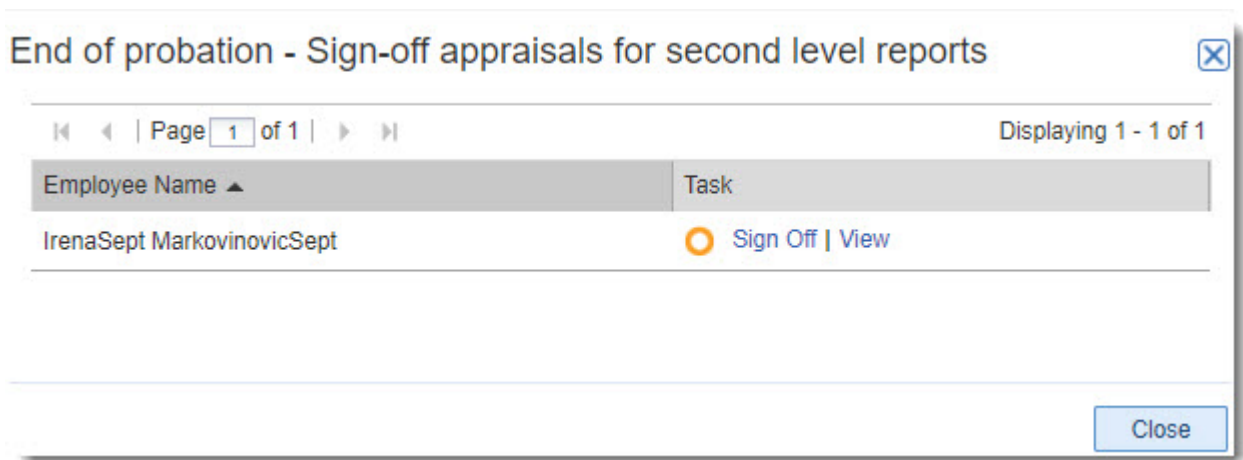 End of probation - Sign-off appraisals for second level reports
| Page 1 of 1 | Displaying 1 - 1 of 1
Employee Name Task
IrenaSept MarkovinovicSept Sign Off | View
Close